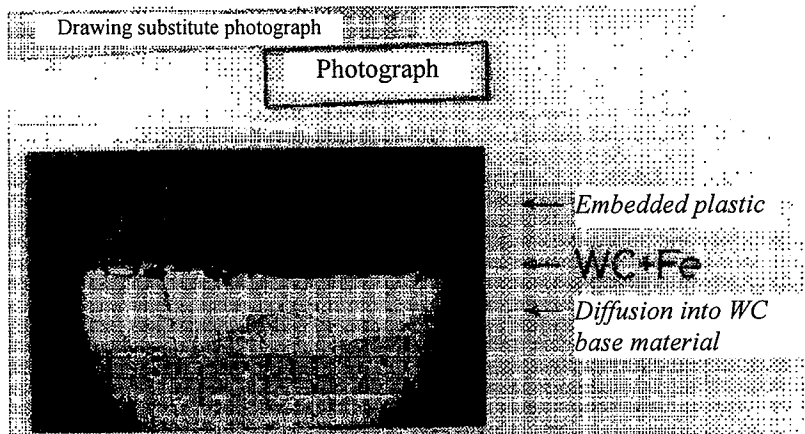 Drawing substitute photograph
Photograph
Embedded plastic
WC+Fe
Diffusion into WC
base material